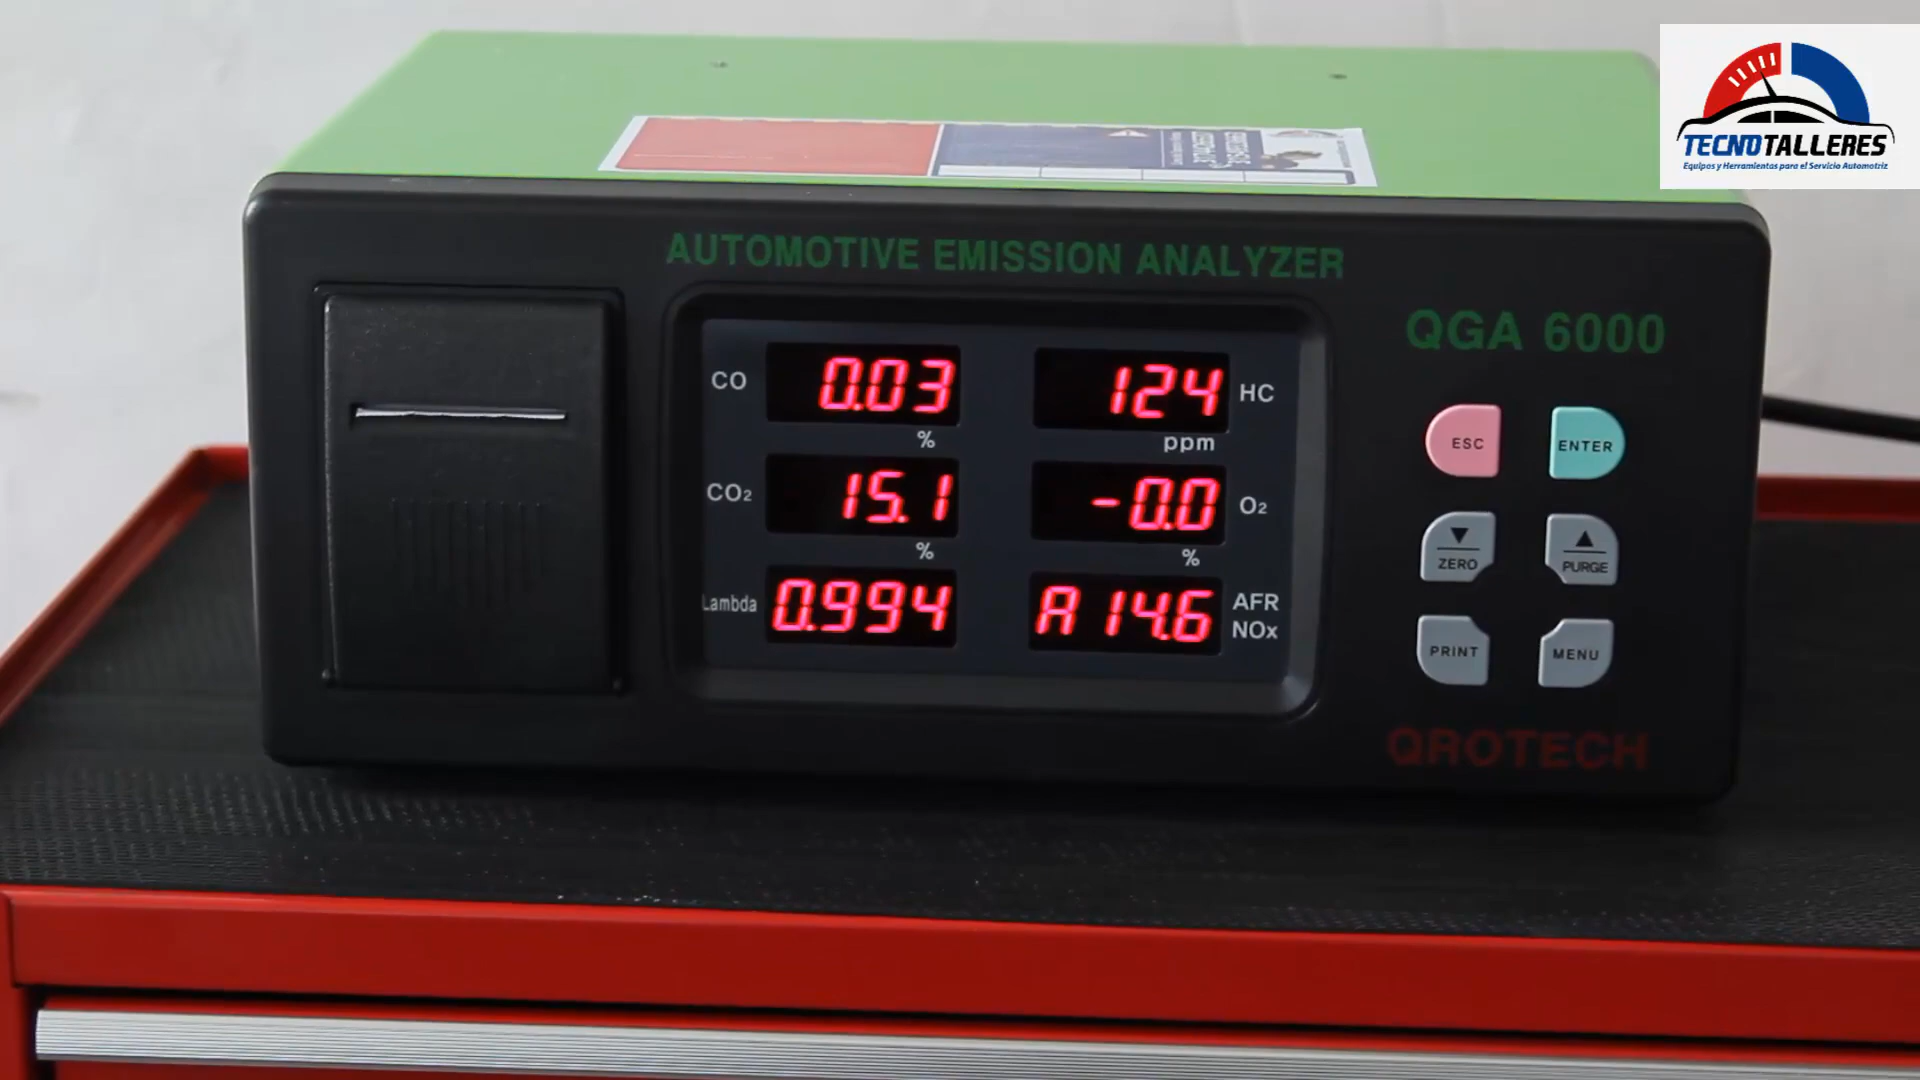 TECNOTALLERES
Equipos y Herramientas para el Servicio Automotriz
AUTOMOTIVE EMISSION ANALYZER
QGA 6000
CO 0.03 %
124 HC ppm
CO2 15.1 %
-0.0 O2 %
Lambda 0.994
A 14.6 AFR NOx
ESC
ENTER
ZERO
PURGE
PRINT
MENU
QROTECH